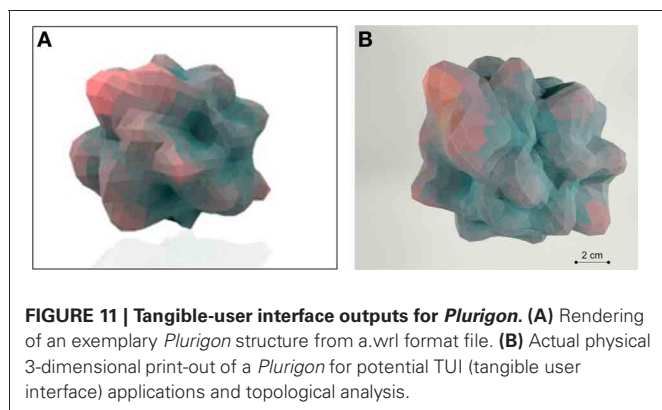 A
B
2 cm
FIGURE 11 | Tangible-user interface outputs for Plurigon. (A) Rendering
of an exemplary Plurigon structure from a.wrl format file. (B) Actual physical
3-dimensional print-out of a Plurigon for potential TUI (tangible user
interface) applications and topological analysis.